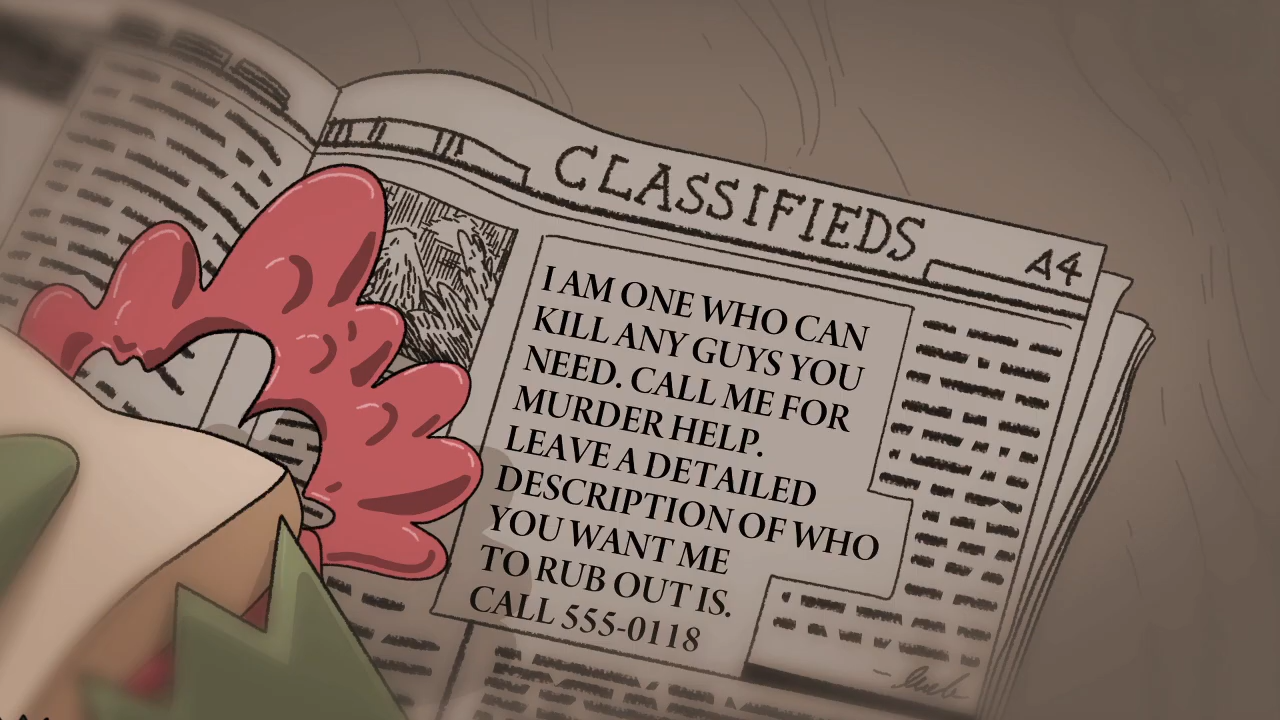 CLASSIFIEDS
A4
I AM ONE WHO CAN
KILL ANY GUYS YOU
NEED. CALL ME FOR
MURDER HELP.
LEAVE A DETAILED
DESCRIPTION OF WHO
YOU WANT ME
TO RUB OUT IS.
CALL 555-0118